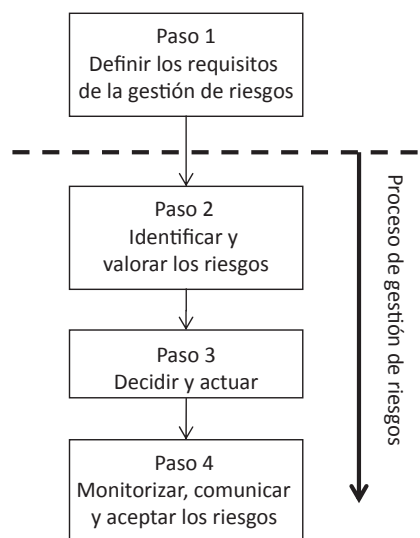 Paso 1
Definir los requisitos
de la gestión de riesgos
Paso 2
Identificar y
valorar los riesgos
Paso 3
Decidir y actuar
Paso 4
Monitorizar, comunicar
y aceptar los riesgos
Proceso de gestión de riesgos